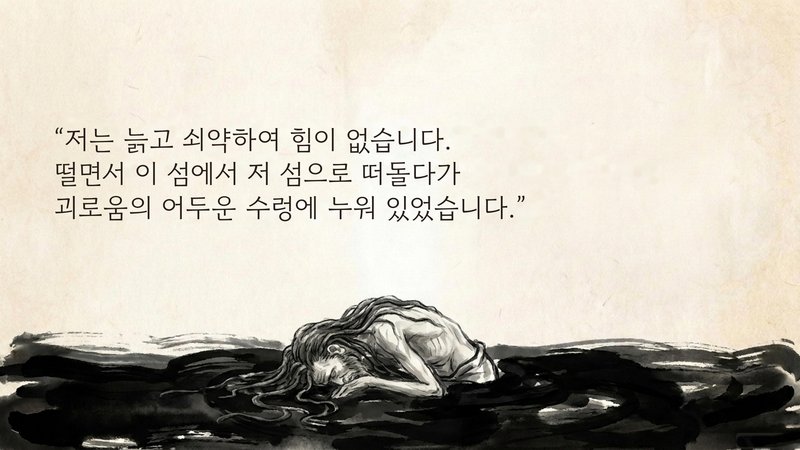 “저는 늙고 쇠약하여 힘이 없습니다.
떨면서 이 섬에서 저 섬으로 떠돌다가
괴로움의 어두운 수렁에 누워 있었습니다.”